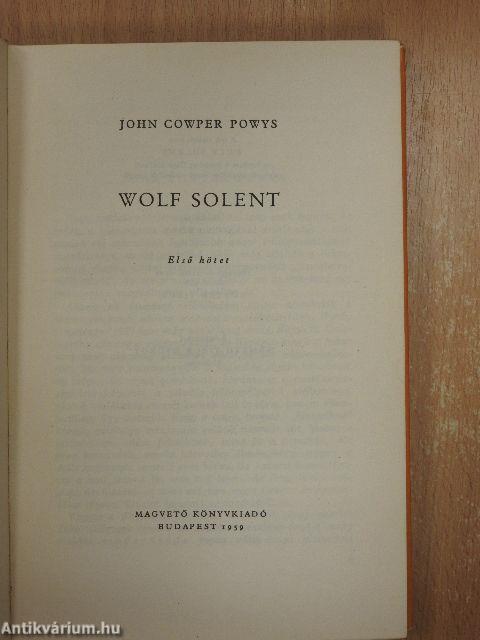 JOHN COWPER POWYS
WOLF SOLENT
Első kötet
MAGVETŐ KÖNYVKIADÓ
BUDAPEST 1959
Antikvárium.hu